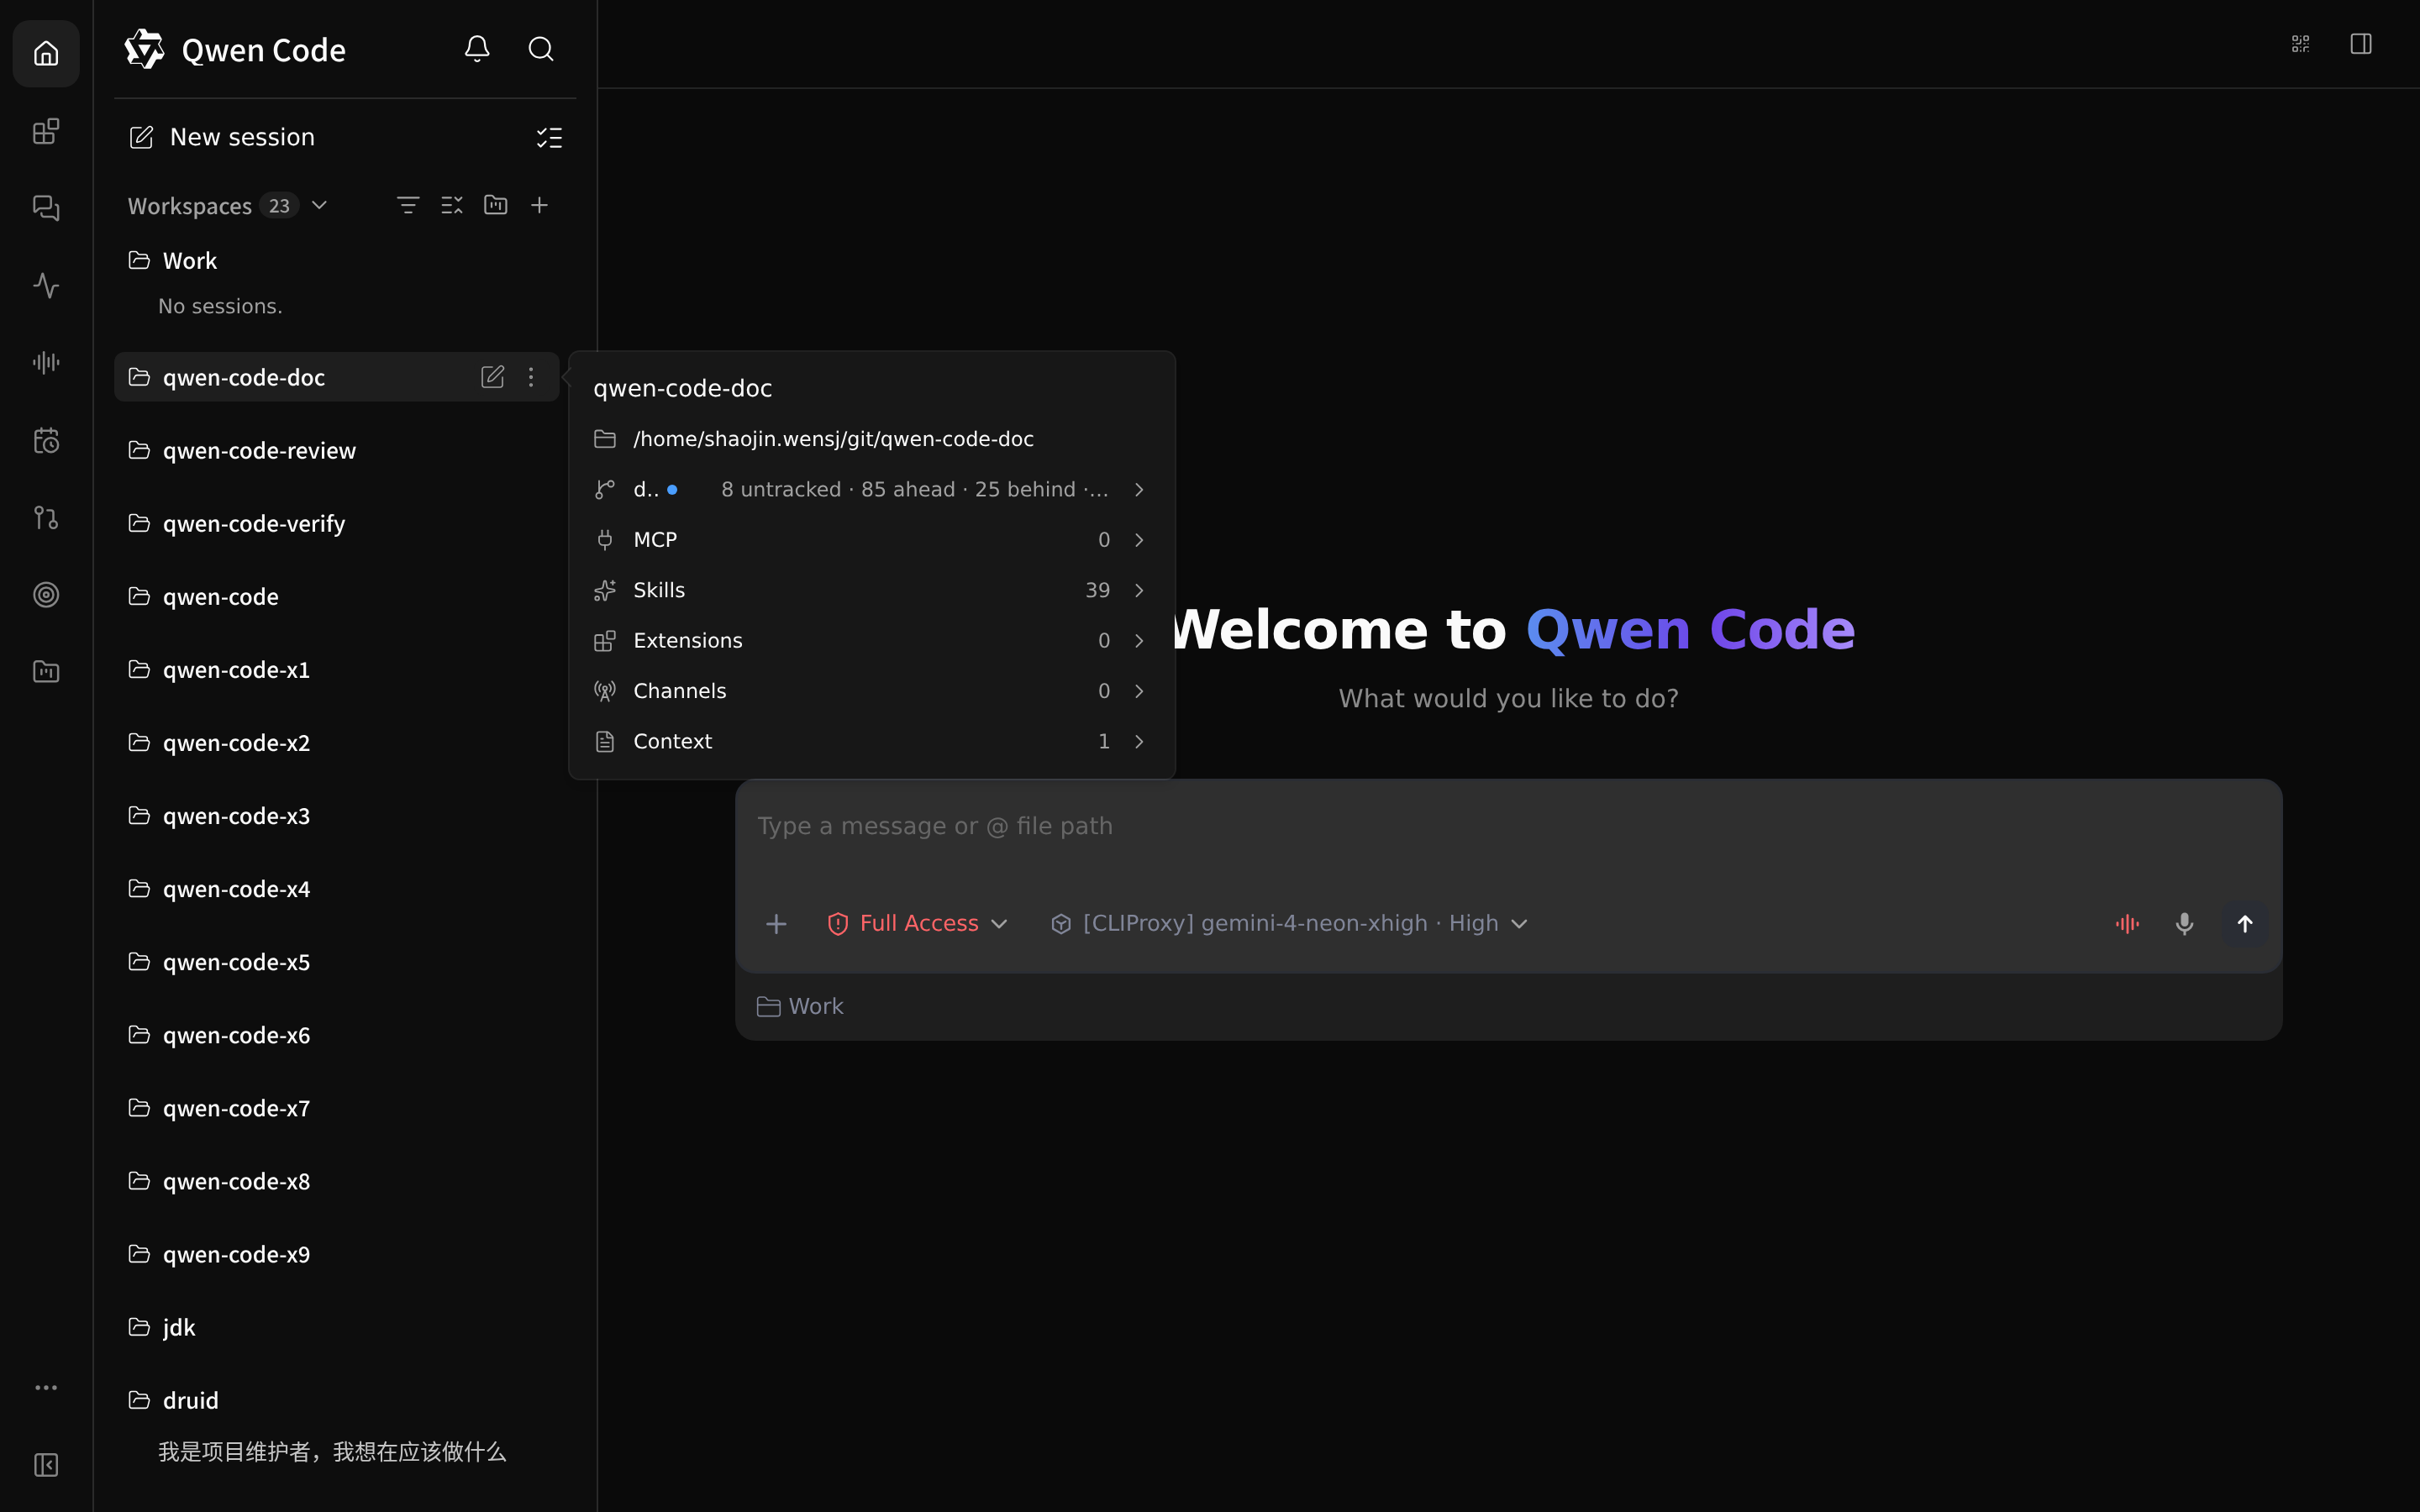 Qwen Code
New session
Workspaces 23
Work
No sessions.
qwen-code-doc
qwen-code-review
qwen-code-verify
qwen-code
qwen-code-x1
qwen-code-x2
qwen-code-x3
qwen-code-x4
qwen-code-x5
qwen-code-x6
qwen-code-x7
qwen-code-x8
qwen-code-x9
jdk
druid
我是项目维护者，我想在应该做什么
qwen-code-doc
/home/shaojin.wensj/git/qwen-code-doc
d.. 8 untracked · 85 ahead · 25 behind ·...
MCP 0
Skills 39
Extensions 0
Channels 0
Context 1
Welcome to Qwen Code
What would you like to do?
Type a message or @ file path
Full Access [CLIProxy] gemini-4-neon-xhigh · High
Work